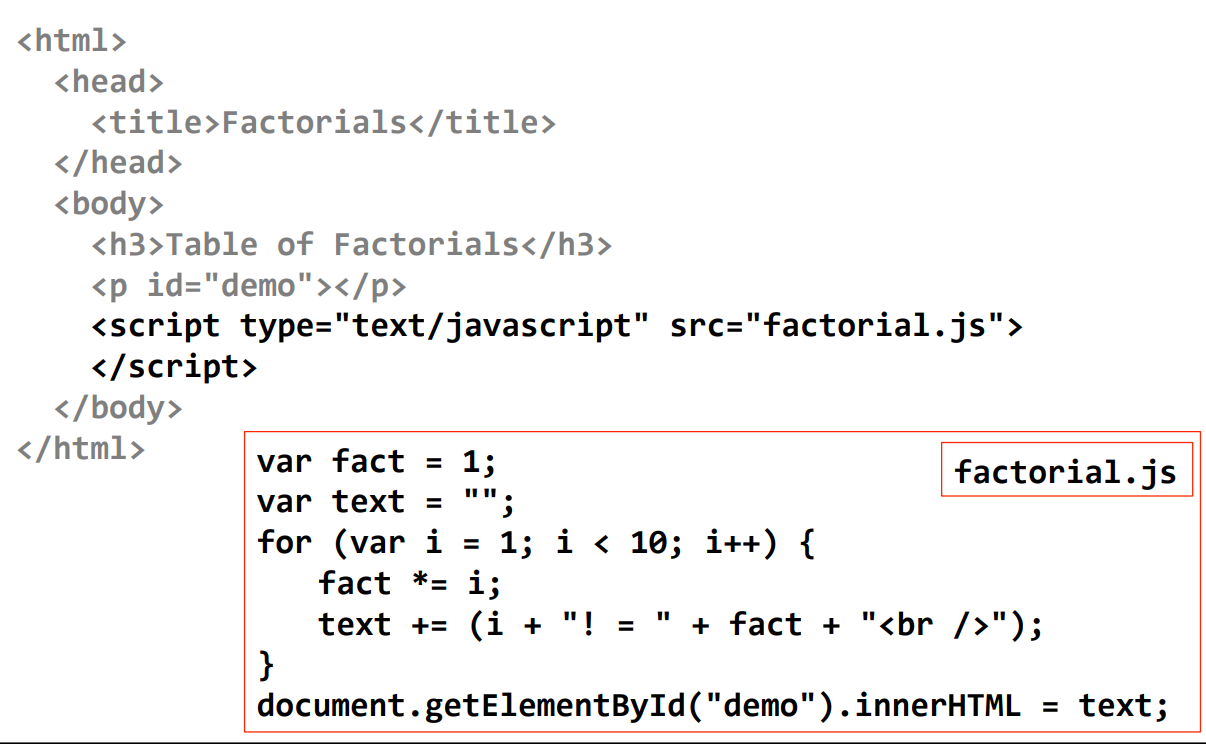 <html>
  <head>
    <title>Factorials</title>
  </head>
  <body>
    <h3>Table of Factorials</h3>
    <p id="demo"></p>
    <script type="text/javascript" src="factorial.js">
    </script>
  </body>
</html>
factorial.js
var fact = 1;
var text = "";
for (var i = 1; i < 10; i++) {
   fact *= i;
   text += (i + "! = " + fact + "<br />");
}
document.getElementById("demo").innerHTML = text;